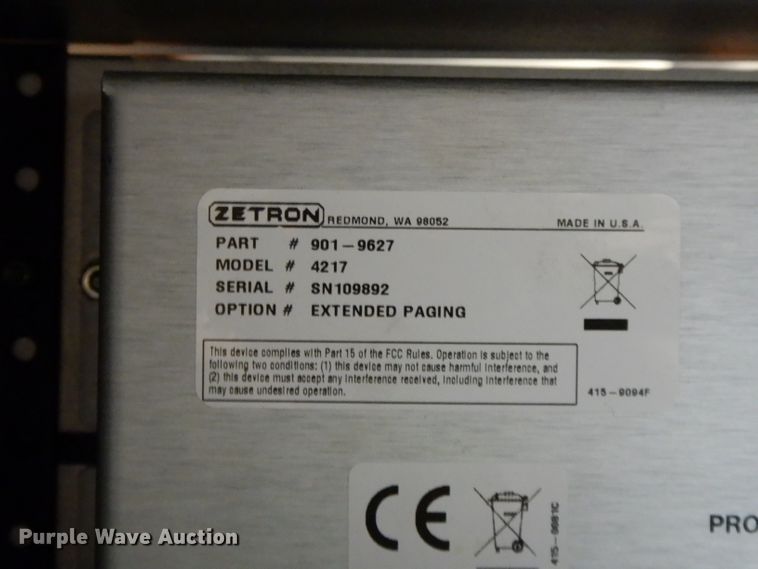 ZETRON REDMOND, WA 98052 MADE IN U.S.A.
PART # 901-9627
MODEL # 4217
SERIAL # SN109892
OPTION # EXTENDED PAGING
This device complies with Part 15 of the FCC Rules. Operation is subject to the
following two conditions: (1) this device may not cause harmful interference, and
(2) this device must accept any interference received, including interference that
may cause undesired operation.
415-9094F
CE
PRO
Purple Wave Auction